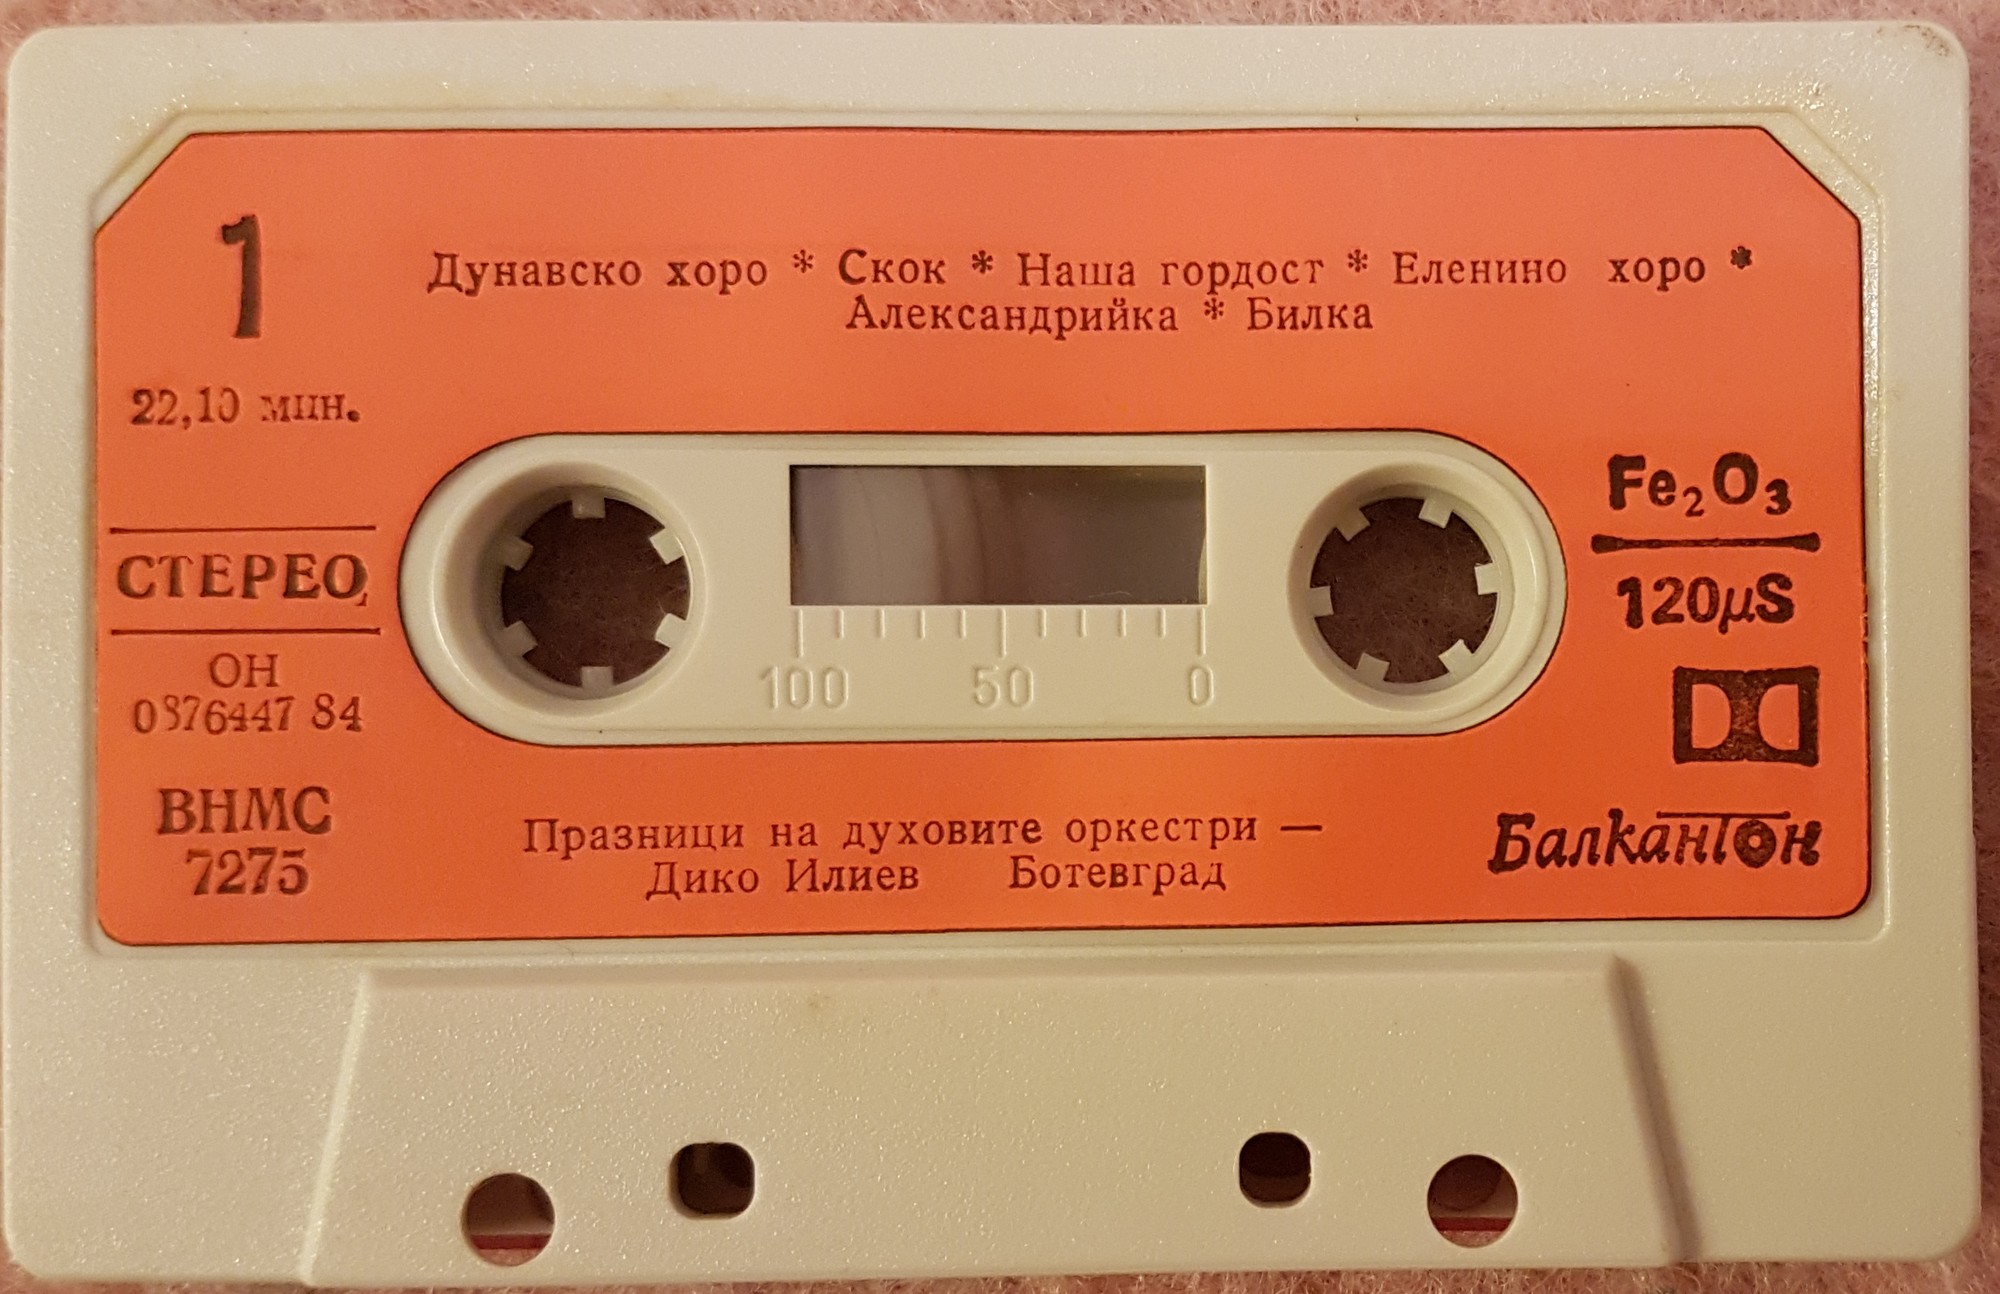 1
Дунавско хоро * Скок * Наша гордост * Еленино хоро *
Александрийка * Билка
22,10 мин.
СТЕРЕО
ОН
0376447 84
ВНМС
7275
100 50 0
Fe₂O₃
120μS
Балкантон
Празници на духовите оркестри —
Дико Илиев Ботевград